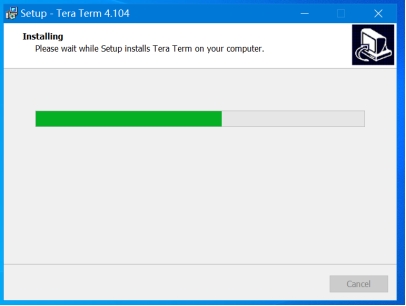 Setup - Tera Term 4.104
Installing
Please wait while Setup installs Tera Term on your computer.
Cancel